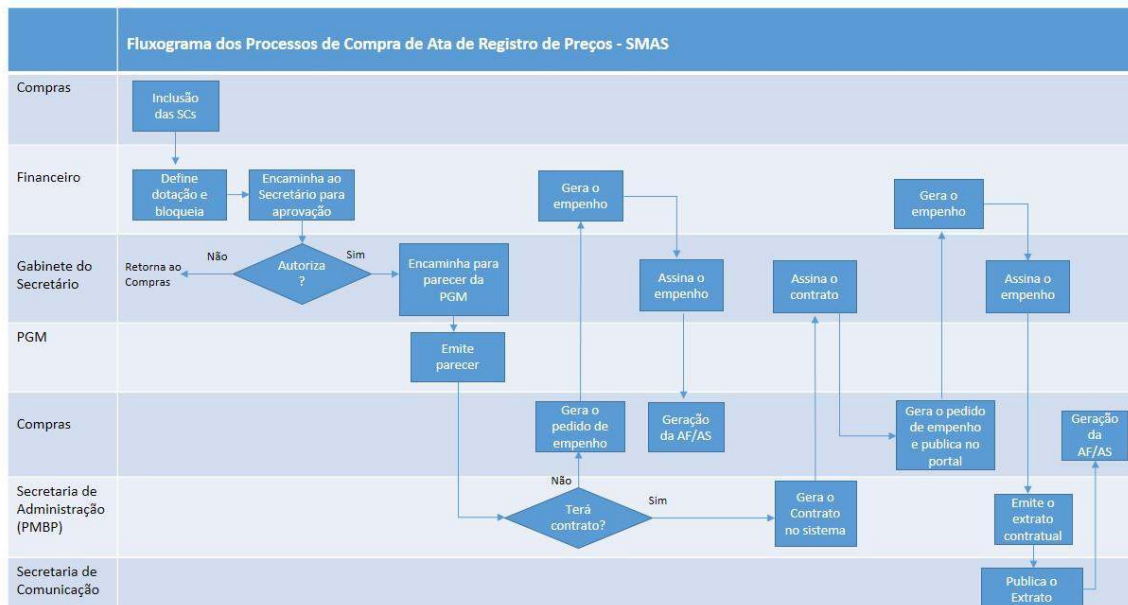 Fluxograma dos Processos de Compra de Ata de Registro de Preços - SMAS
Compras
Inclusão
das SCs
Financeiro
Define
dotação e
bloqueia
Encaminha ao
Secretário para
aprovação
Gera o
empenho
Gera o
empenho
Gabinete do
Secretário
Retorna ao
Compras
Não
Autoriza
?
Sim
Encaminha para
parecer da
PGM
Assina o
empenho
Assina o
contrato
Assina o
empenho
PGM
Emite
parecer
Compras
Gera o
pedido de
empenho
Geração
da AF/AS
Gera o pedido
de empenho
e publica no
portal
Geração
da AF/AS
Secretaria de
Administração
(PMBP)
Não
Terá
contrato?
Sim
Gera o
Contrato
no sistema
Emite o
extrato
contratual
Secretaria de
Comunicação
Publica o
Extrato